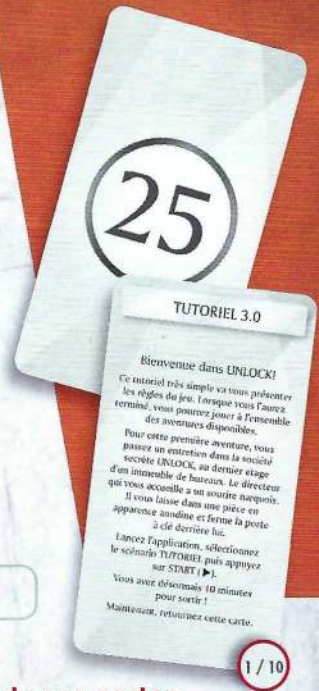 25
TUTORIEL 3.0
Bienvenue dans UNLOCK!
Ce tutoriel très simple va vous présenter
les règles du jeu. Lorsque vous l'aurez
terminé, vous pourrez jouer à l'ensemble
des aventures disponibles.
Pour cette première aventure, vous
passez un entretien dans la société
secrète UNLOCK, au dernier étage
d'un immeuble de bureaux. Le directeur
qui vous accueille a un sourire narquois.
Il vous laisse dans une pièce en
apparence anodine et ferme la porte
à clé derrière lui.
Lancez l'application, sélectionnez
le scénario TUTORIEL puis appuyez
sur START (▶).
Vous avez désormais 10 minutes
pour sortir !
Maintenant, retournez cette carte.
1 / 10